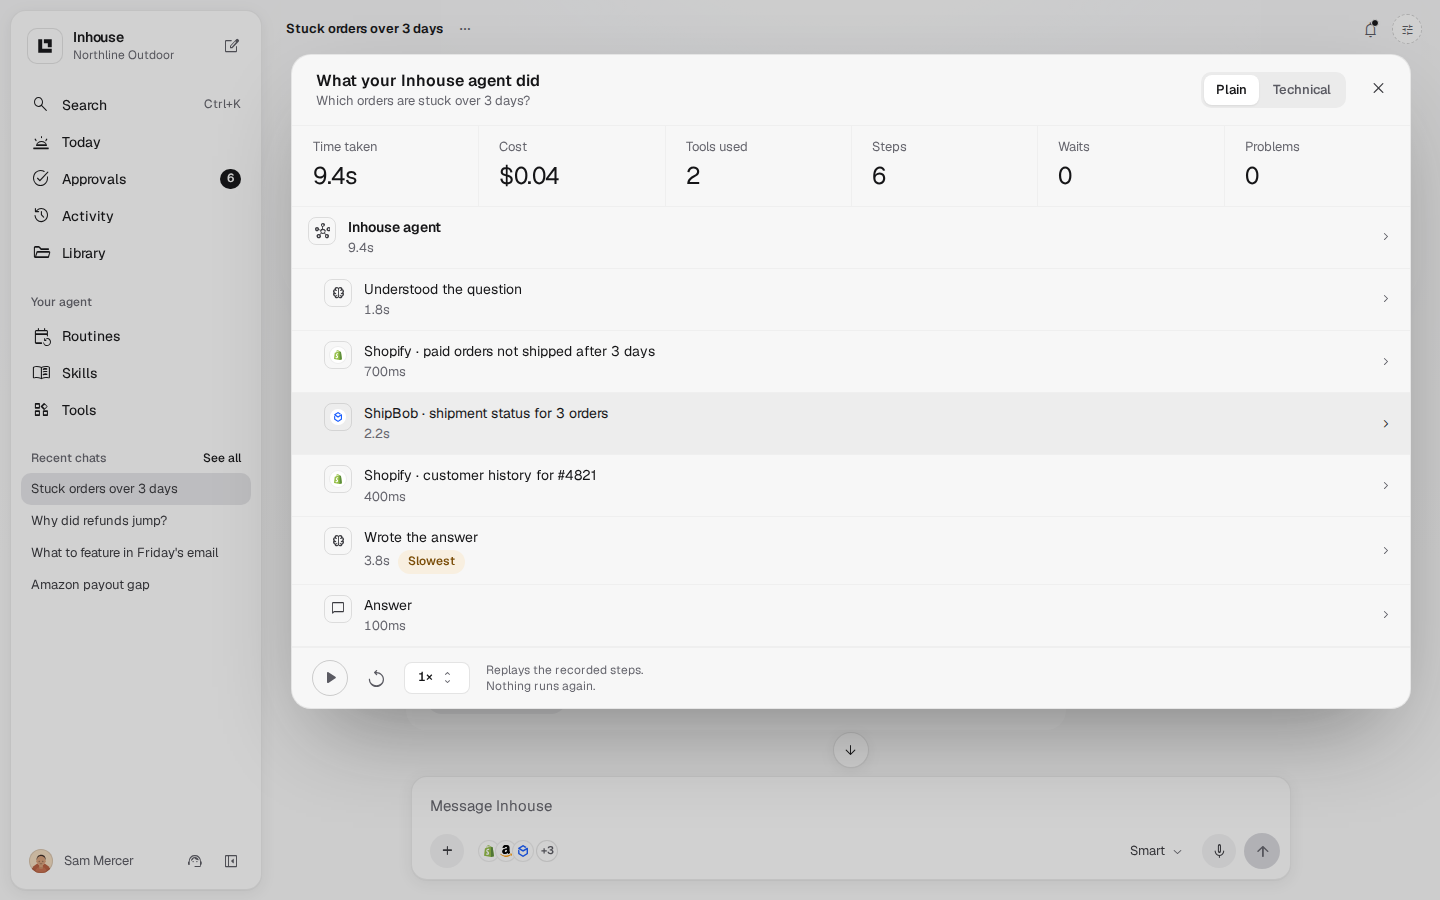 Inhouse
Northline Outdoor
Search
Ctrl+K
Today
Approvals
6
Activity
Library
Your agent
Routines
Skills
Tools
Recent chats
See all
Stuck orders over 3 days
Why did refunds jump?
What to feature in Friday's email
Amazon payout gap
Sam Mercer
Stuck orders over 3 days
What your Inhouse agent did
Which orders are stuck over 3 days?
Plain
Technical
Time taken
9.4s
Cost
$0.04
Tools used
2
Steps
6
Waits
0
Problems
0
Inhouse agent
9.4s
Understood the question
1.8s
Shopify · paid orders not shipped after 3 days
700ms
ShipBob · shipment status for 3 orders
2.2s
Shopify · customer history for #4821
400ms
Wrote the answer
3.8s
Slowest
Answer
100ms
1×
Replays the recorded steps.
Nothing runs again.
Message Inhouse
+3
Smart